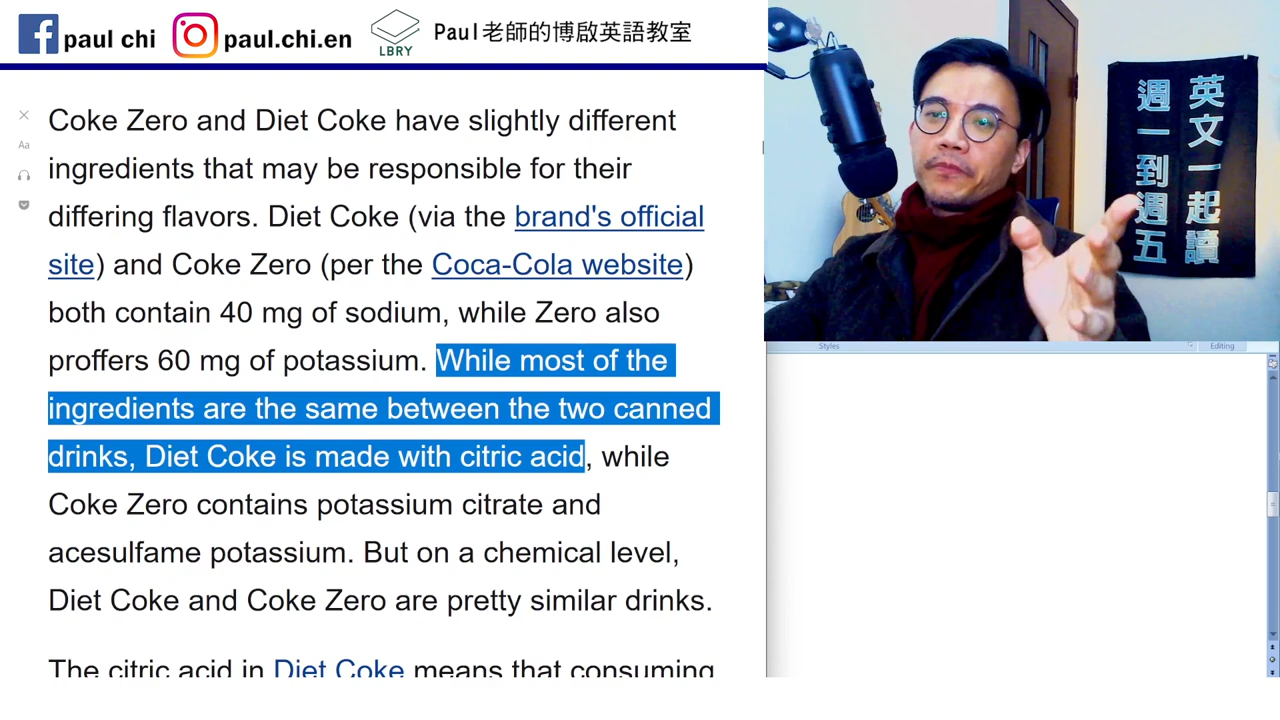 paul chi
paul.chi.en
LBRY
Paul老師的博啟英語教室
Coke Zero and Diet Coke have slightly different
ingredients that may be responsible for their
differing flavors. Diet Coke (via the brand's official
site) and Coke Zero (per the Coca-Cola website)
both contain 40 mg of sodium, while Zero also
proffers 60 mg of potassium. While most of the
ingredients are the same between the two canned
drinks, Diet Coke is made with citric acid, while
Coke Zero contains potassium citrate and
acesulfame potassium. But on a chemical level,
Diet Coke and Coke Zero are pretty similar drinks.
The citric acid in Diet Coke means that consuming
Aa
英文一起讀
週一到週五
Styles
Editing